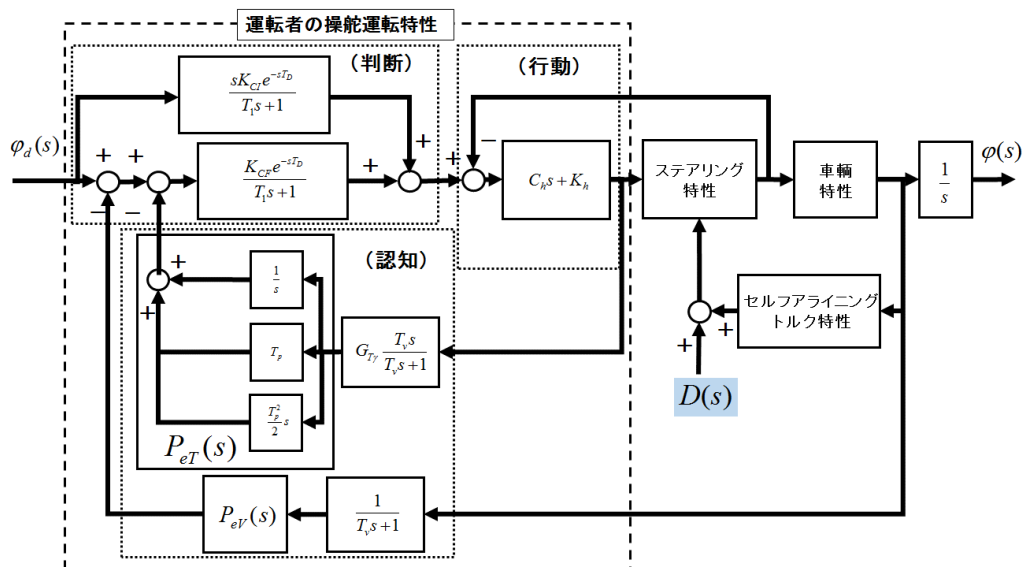 運転者の操舵運転特性
（判断）
（行動）
sK_{CI}e^{-sT_D}
T_1s+1
φ_d(s)
K_{CF}e^{-sT_D}
T_1s+1
C_hs+K_h
ステアリング
特性
車輌
特性
φ(s)
1
s
+
+
−
−
+
+
+
−
（認知）
+
+
1
s
T_p
T_p^2
2
s
P_{eT}(s)
G_{Tγ}
T_vs
T_vs+1
セルフアライニング
トルク特性
+
+
D(s)
P_{eV}(s)
1
T_vs+1